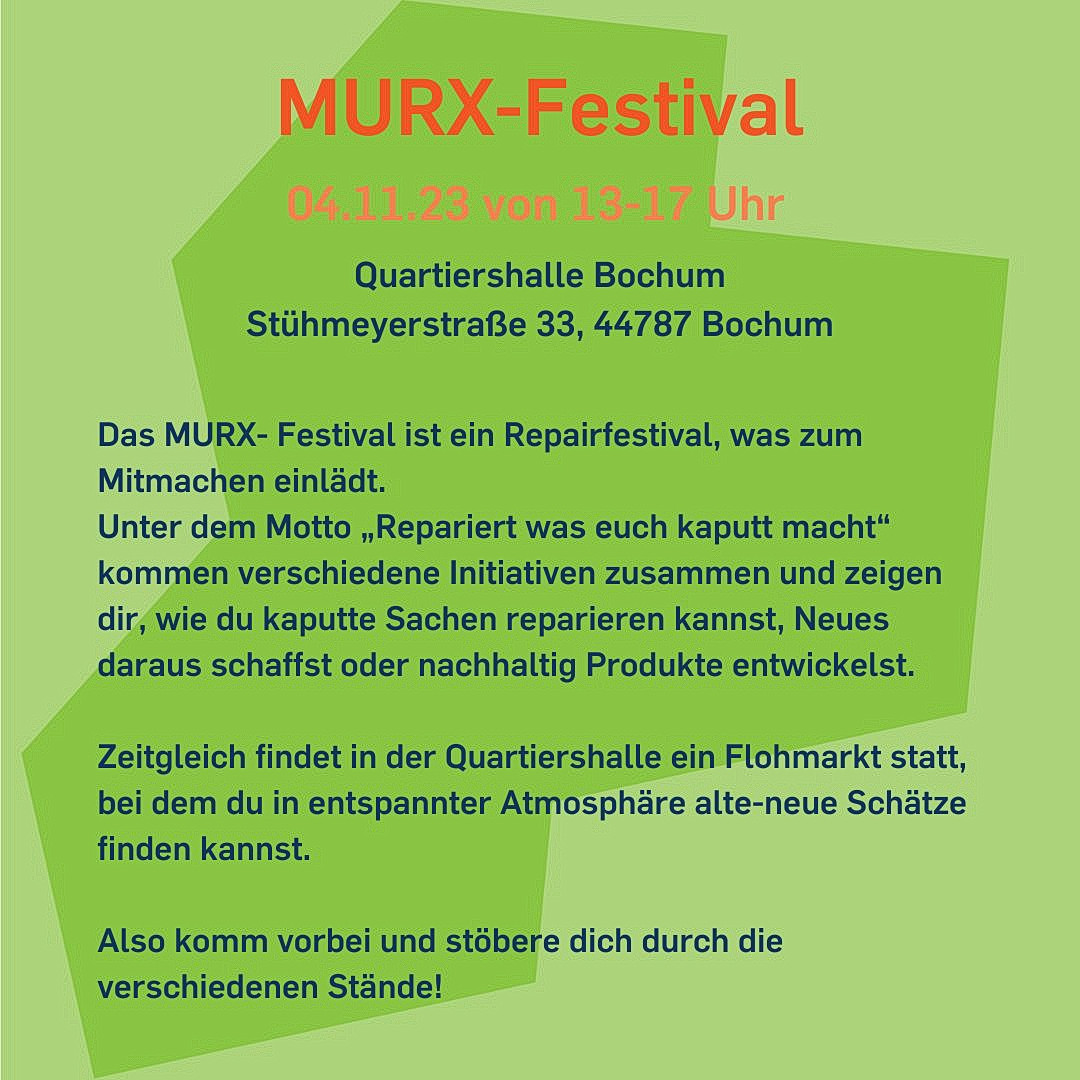 MURX-Festival
04.11.23 von 13-17 Uhr
Quartiershalle Bochum
Stühmeyerstraße 33, 44787 Bochum
Das MURX- Festival ist ein Repairfestival, was zum
Mitmachen einlädt.
Unter dem Motto „Repariert was euch kaputt macht“
kommen verschiedene Initiativen zusammen und zeigen
dir, wie du kaputte Sachen reparieren kannst, Neues
daraus schaffst oder nachhaltig Produkte entwickelst.
Zeitgleich findet in der Quartiershalle ein Flohmarkt statt,
bei dem du in entspannter Atmosphäre alte-neue Schätze
finden kannst.
Also komm vorbei und stöbere dich durch die
verschiedenen Stände!